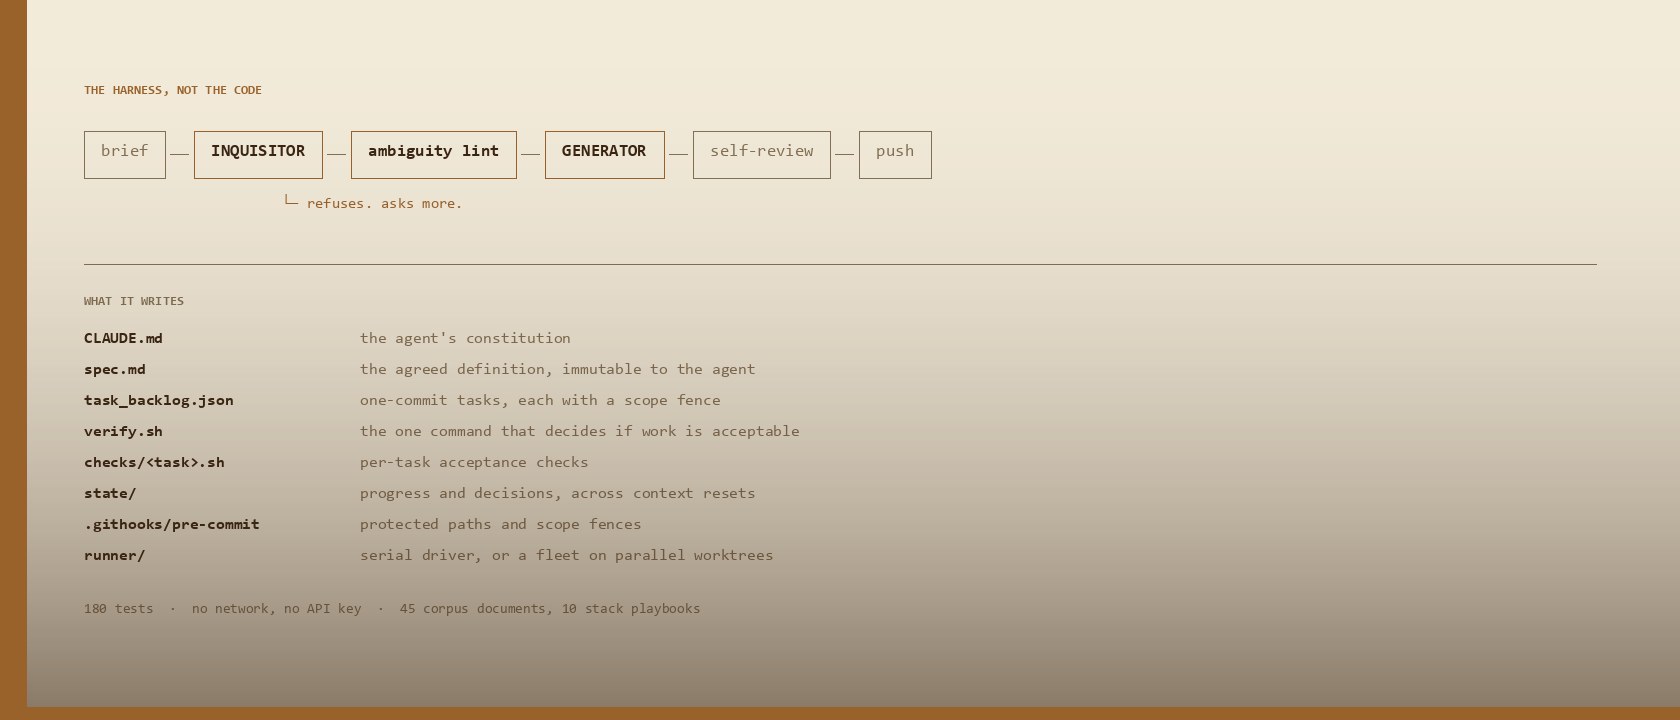 THE HARNESS, NOT THE CODE
brief — INQUISITOR — ambiguity lint — GENERATOR — self-review — push
└─ refuses. asks more.
WHAT IT WRITES
CLAUDE.md the agent's constitution
spec.md the agreed definition, immutable to the agent
task_backlog.json one-commit tasks, each with a scope fence
verify.sh the one command that decides if work is acceptable
checks/<task>.sh per-task acceptance checks
state/ progress and decisions, across context resets
.githooks/pre-commit protected paths and scope fences
runner/ serial driver, or a fleet on parallel worktrees
180 tests · no network, no API key · 45 corpus documents, 10 stack playbooks